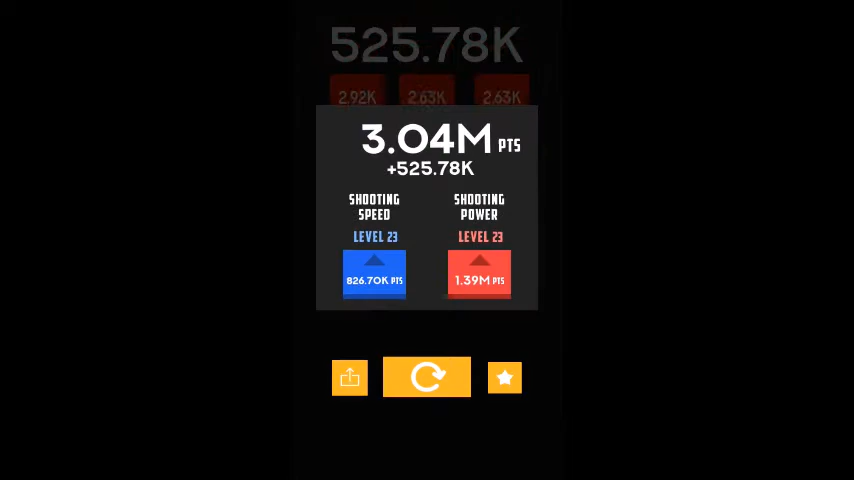 525.78K
2.92K 2.63K 2.63K
3.04M PTS
+525.78K
SHOOTING SPEED
SHOOTING POWER
LEVEL 23 LEVEL 23
826.70K PTS 1.39M PTS